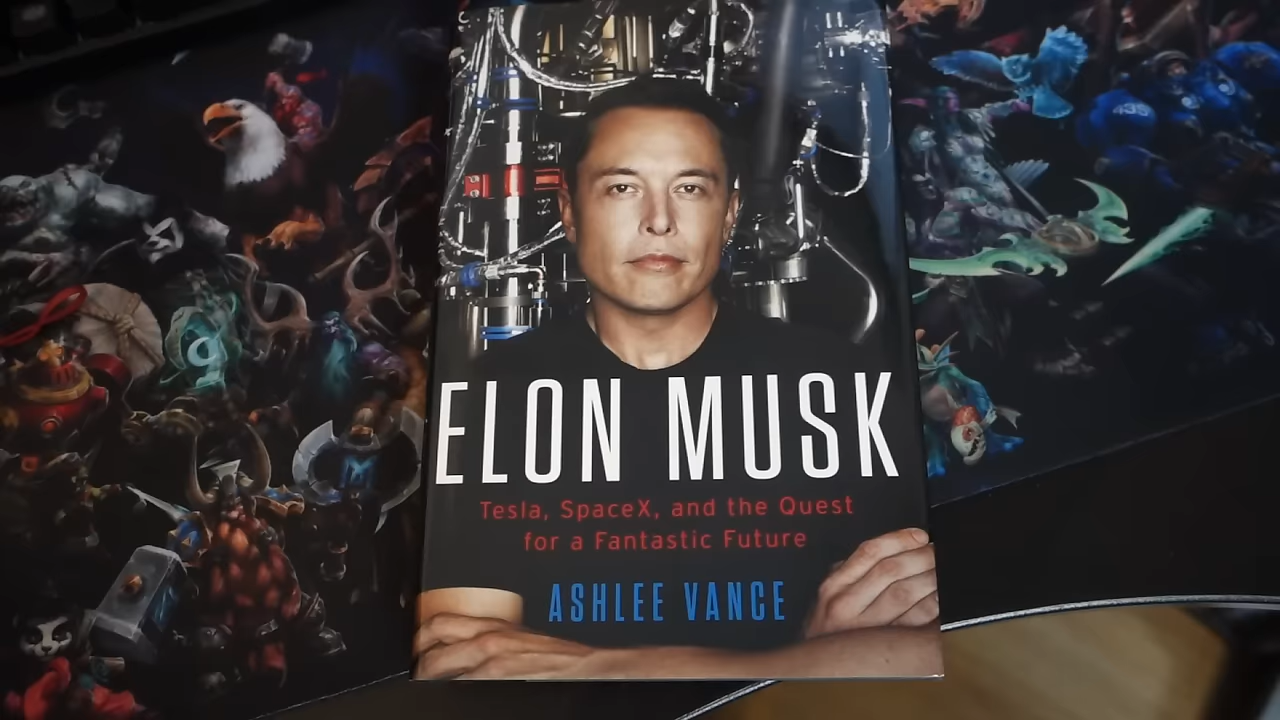 ELON MUSK
Tesla, SpaceX, and the Quest
for a Fantastic Future
ASHLEE VANCE